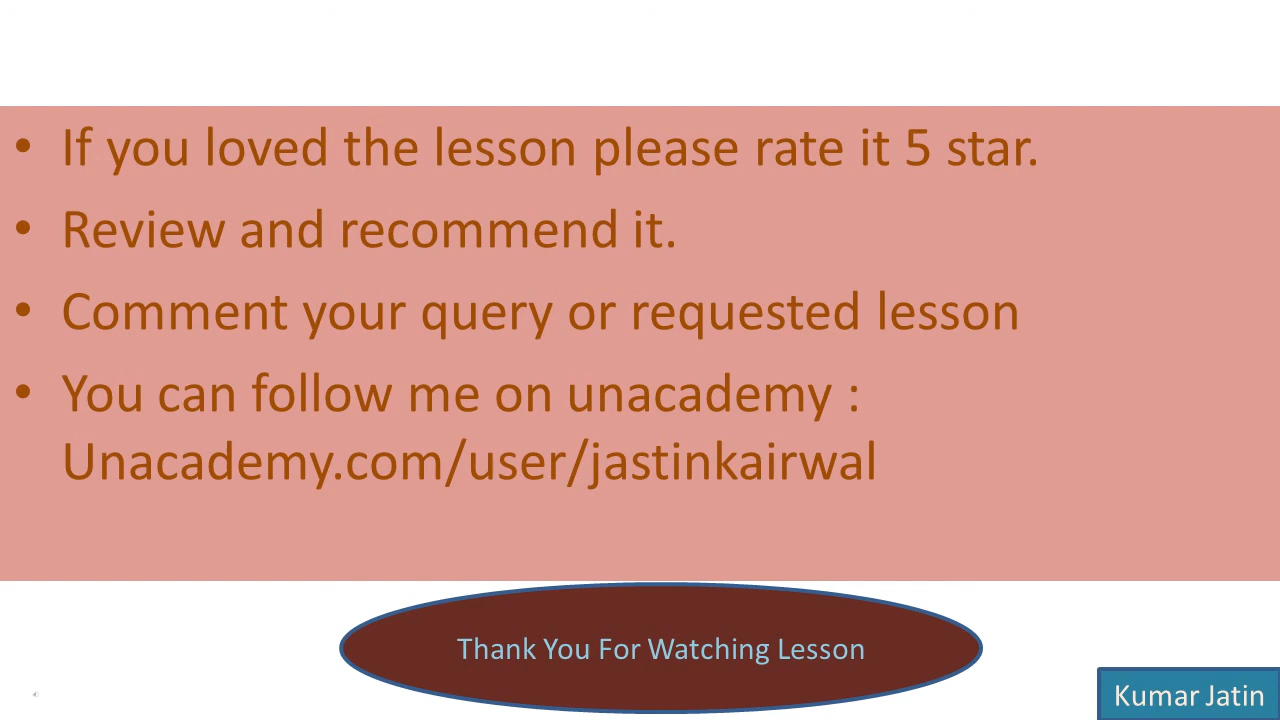 • If you loved the lesson please rate it 5 star.
• Review and recommend it.
• Comment your query or requested lesson
• You can follow me on unacademy :
Unacademy.com/user/jastinkairwal
Thank You For Watching Lesson
Kumar Jatin